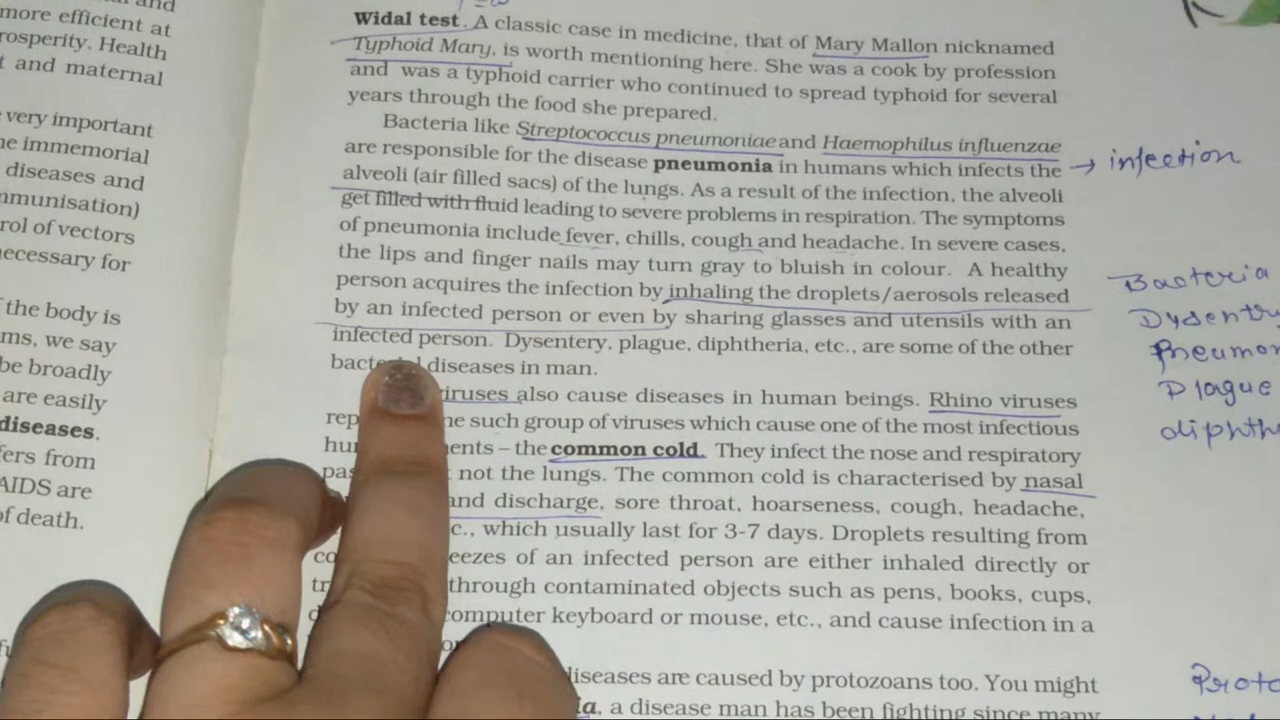 and
more efficient at
rosperity. Health
t and maternal
very important
ne immemorial
diseases and
nmunisation)
rol of vectors
necessary for
f the body is
ms, we say
be broadly
are easily
diseases.
fers from
AIDS are
of death.
Widal test. A classic case in medicine, that of Mary Mallon nicknamed
Typhoid Mary, is worth mentioning here. She was a cook by profession
and was a typhoid carrier who continued to spread typhoid for several
years through the food she prepared.
Bacteria like Streptococcus pneumoniae and Haemophilus influenzae
are responsible for the disease pneumonia in humans which infects the
alveoli (air filled sacs) of the lungs. As a result of the infection, the alveoli
get filled with fluid leading to severe problems in respiration. The symptoms
of pneumonia include fever, chills, cough and headache. In severe cases,
the lips and finger nails may turn gray to bluish in colour. A healthy
person acquires the infection by inhaling the droplets/aerosols released
by an infected person or even by sharing glasses and utensils with an
infected person. Dysentery, plague, diphtheria, etc., are some of the other
diseases in man.
viruses also cause diseases in human beings. Rhino viruses
rep ne such group of viruses which cause one of the most infectious
hu ents – the common cold. They infect the nose and respiratory
pas not the lungs. The common cold is characterised by nasal
and discharge, sore throat, hoarseness, cough, headache,
c., which usually last for 3-7 days. Droplets resulting from
co eezes of an infected person are either inhaled directly or
tr through contaminated objects such as pens, books, cups,
computer keyboard or mouse, etc., and cause infection in a
diseases are caused by protozoans too. You might
ia, a disease man has been fighting since many
→ infection
Bacteria
Dysentry
Pneumon
Plague
diphth
Proto